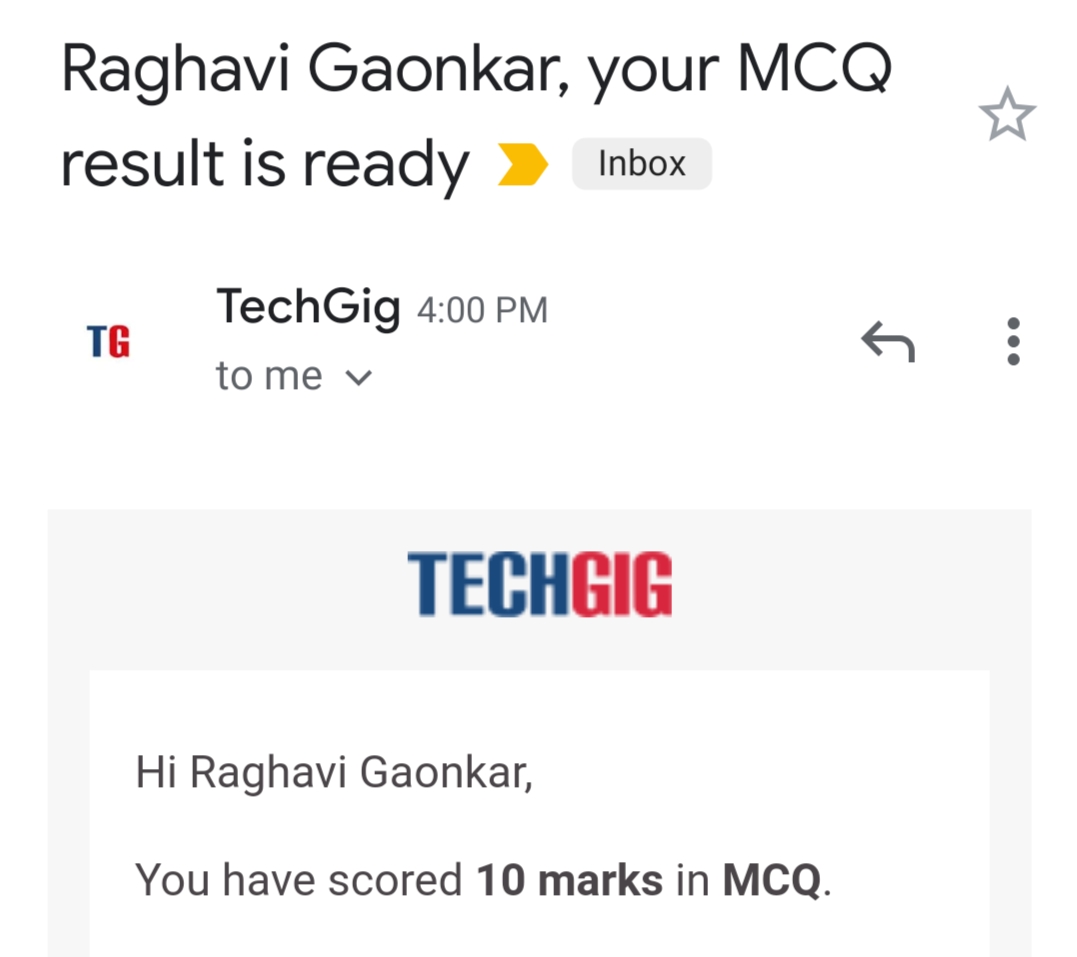 Raghavi Gaonkar, your MCQ
result is ready Inbox
TG
TechGig 4:00 PM
to me
TECHGIG
Hi Raghavi Gaonkar,
You have scored 10 marks in MCQ.